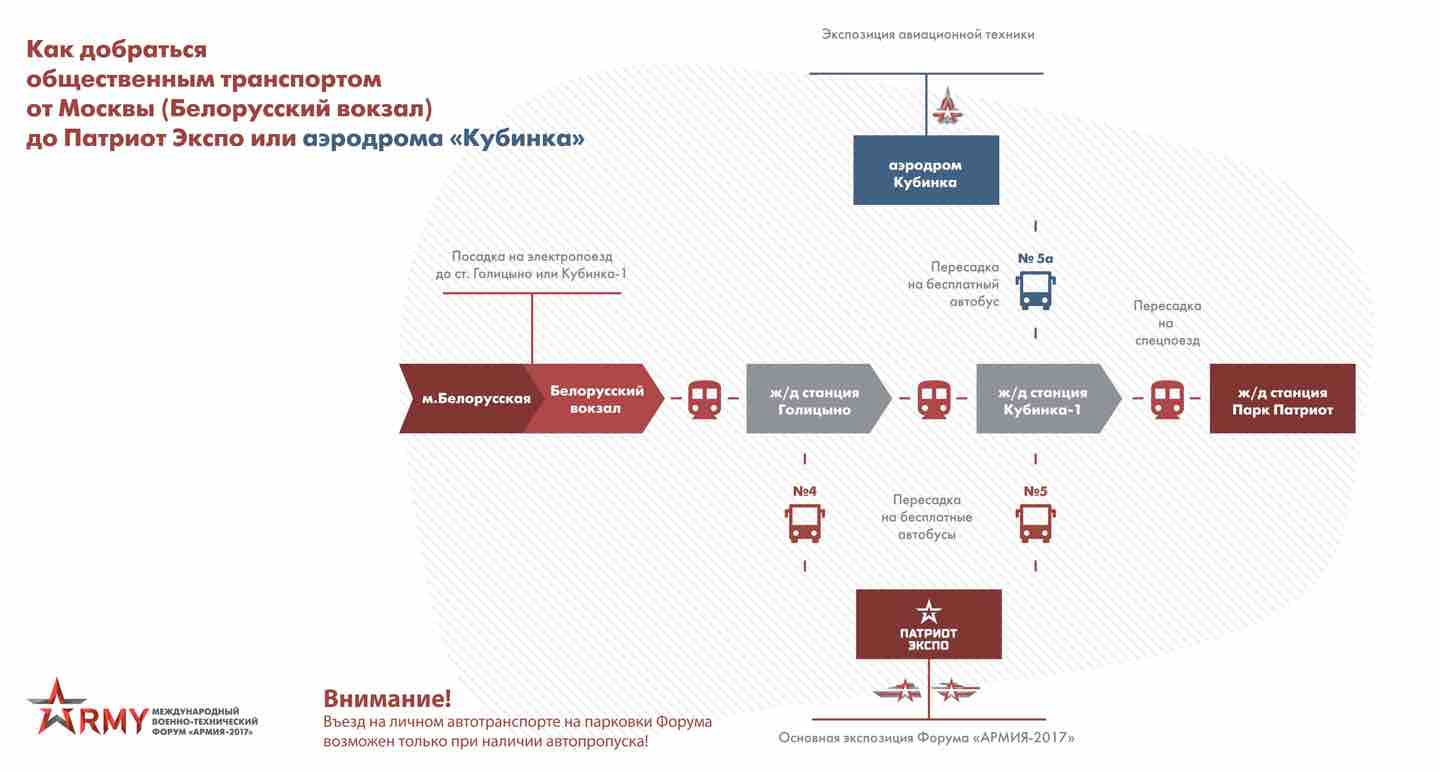 Как добраться
общественным транспортом
от Москвы (Белорусский вокзал)
до Патриот Экспо или аэродрома «Кубинка»
Экспозиция авиационной техники
аэродром
Кубинка
Посадка на электропоезд
до ст. Голицыно или Кубинка-1
Пересадка
на бесплатный
автобус
№ 5а
Пересадка
на
спецпоезд
м.Белорусская
Белорусский
вокзал
ж/д станция
Голицыно
ж/д станция
Кубинка-1
ж/д станция
Парк Патриот
№4
Пересадка
на бесплатные
автобусы
№5
ПАТРИОТ
ЭКСПО
Основная экспозиция Форума «АРМИЯ-2017»
ARMY
МЕЖДУНАРОДНЫЙ
ВОЕННО-ТЕХНИЧЕСКИЙ
ФОРУМ «АРМИЯ-2017»
Внимание!
Въезд на личном автотранспорте на парковки Форума
возможен только при наличии автопропуска!